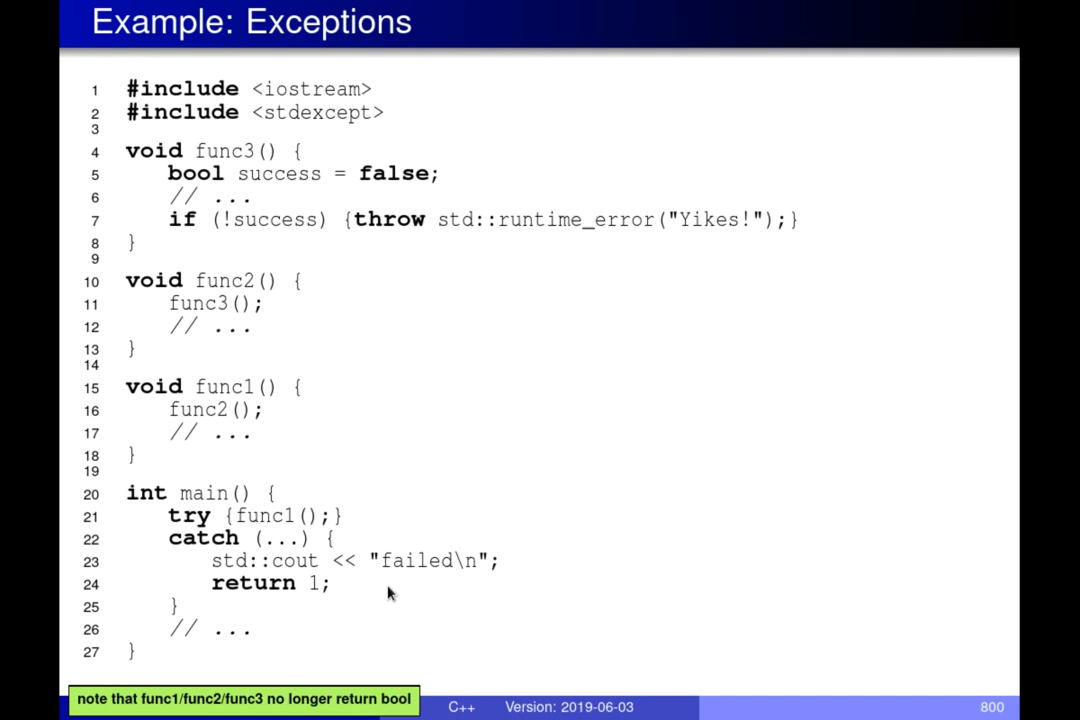 Example: Exceptions
1 #include <iostream>
2 #include <stdexcept>
3
4 void func3() {
5 bool success = false;
6 // ...
7 if (!success) {throw std::runtime_error("Yikes!");}
8 }
9
10 void func2() {
11 func3();
12 // ...
13 }
14
15 void func1() {
16 func2();
17 // ...
18 }
19
20 int main() {
21 try {func1();}
22 catch (...) {
23 std::cout << "failed\n";
24 return 1;
25 }
26 // ...
27 }
note that func1/func2/func3 no longer return bool
C++ Version: 2019-06-03 800